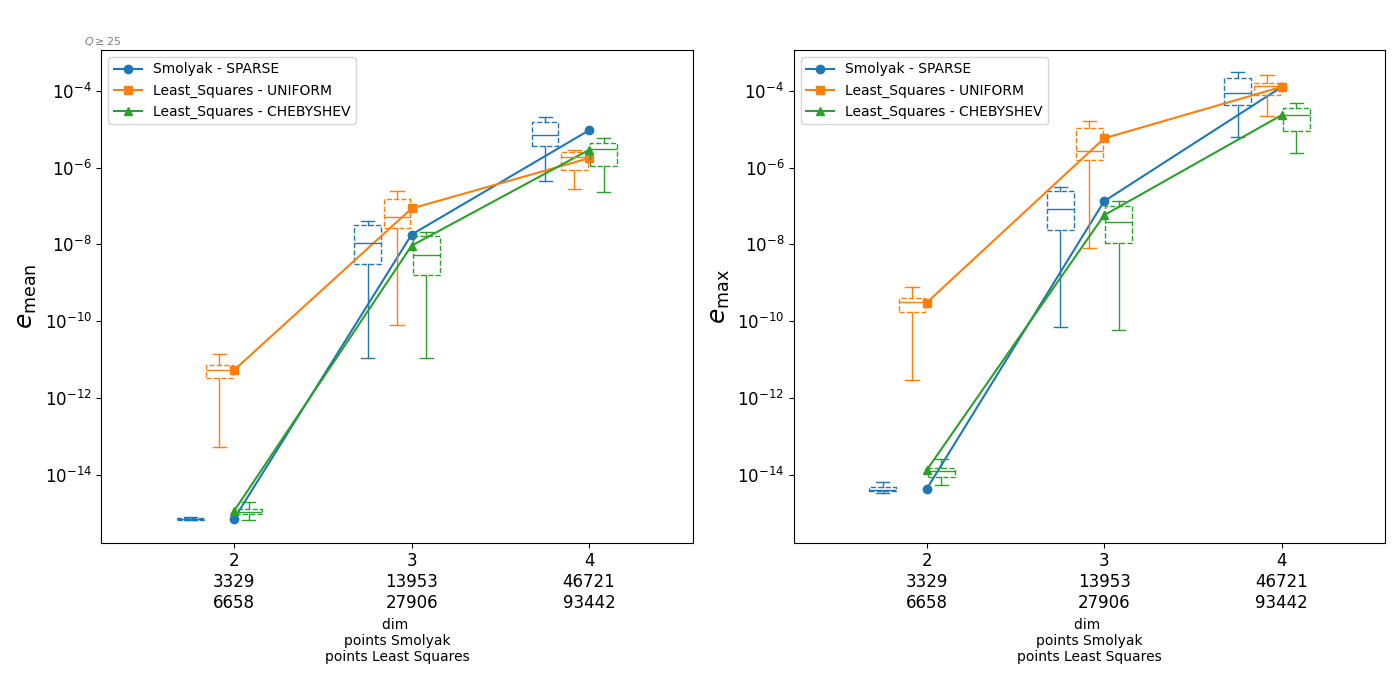 Q ≥ 25
Smolyak - SPARSE
Least_Squares - UNIFORM
Least_Squares - CHEBYSHEV
10⁻⁴
10⁻⁶
10⁻⁸
10⁻¹⁰
10⁻¹²
10⁻¹⁴
e_mean
2 3 4
3329 13953 46721
6658 27906 93442
dim
points Smolyak
points Least Squares
Smolyak - SPARSE
Least_Squares - UNIFORM
Least_Squares - CHEBYSHEV
10⁻⁴
10⁻⁶
10⁻⁸
10⁻¹⁰
10⁻¹²
10⁻¹⁴
e_max
2 3 4
3329 13953 46721
6658 27906 93442
dim
points Smolyak
points Least Squares